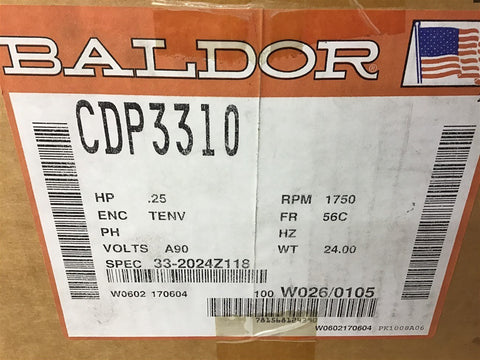 BALDOR
CDP3310
HP .25 RPM 1750
ENC TENV FR 56C
PH HZ
VOLTS A90 WT 24.00
SPEC 33-2024Z118
W0602 170604 100 W026/0105
W0602170604 PK1008A06